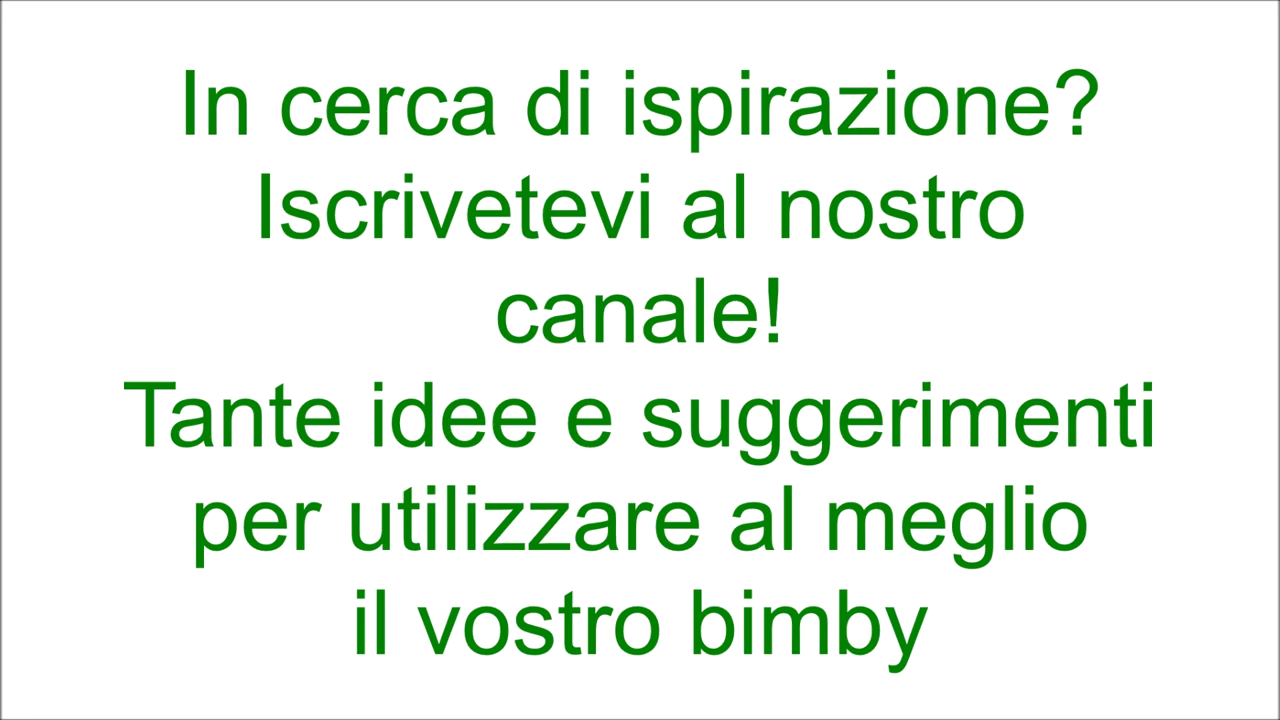 In cerca di ispirazione?
Iscrivetevi al nostro
canale!
Tante idee e suggerimenti
per utilizzare al meglio
il vostro bimby